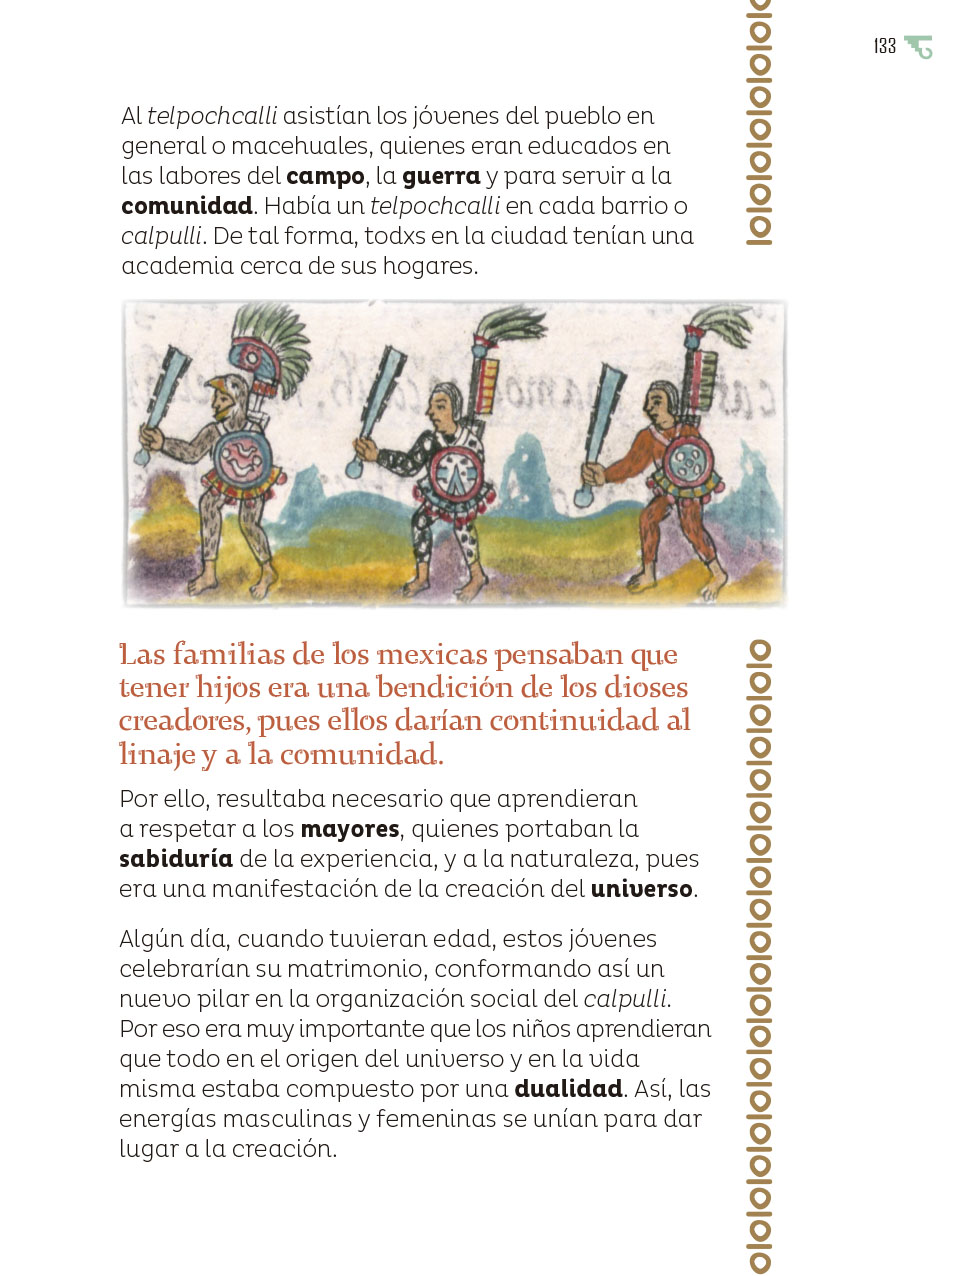 133
Al telpochcalli asistían los jóvenes del pueblo en
general o macehuales, quienes eran educados en
las labores del campo, la guerra y para servir a la
comunidad. Había un telpochcalli en cada barrio o
calpulli. De tal forma, todxs en la ciudad tenían una
academia cerca de sus hogares.
Las familias de los mexicas pensaban que
tener hijos era una bendición de los dioses
creadores, pues ellos darían continuidad al
linaje y a la comunidad.
Por ello, resultaba necesario que aprendieran
a respetar a los mayores, quienes portaban la
sabiduría de la experiencia, y a la naturaleza, pues
era una manifestación de la creación del universo.
Algún día, cuando tuvieran edad, estos jóvenes
celebrarían su matrimonio, conformando así un
nuevo pilar en la organización social del calpulli.
Por eso era muy importante que los niños aprendieran
que todo en el origen del universo y en la vida
misma estaba compuesto por una dualidad. Así, las
energías masculinas y femeninas se unían para dar
lugar a la creación.